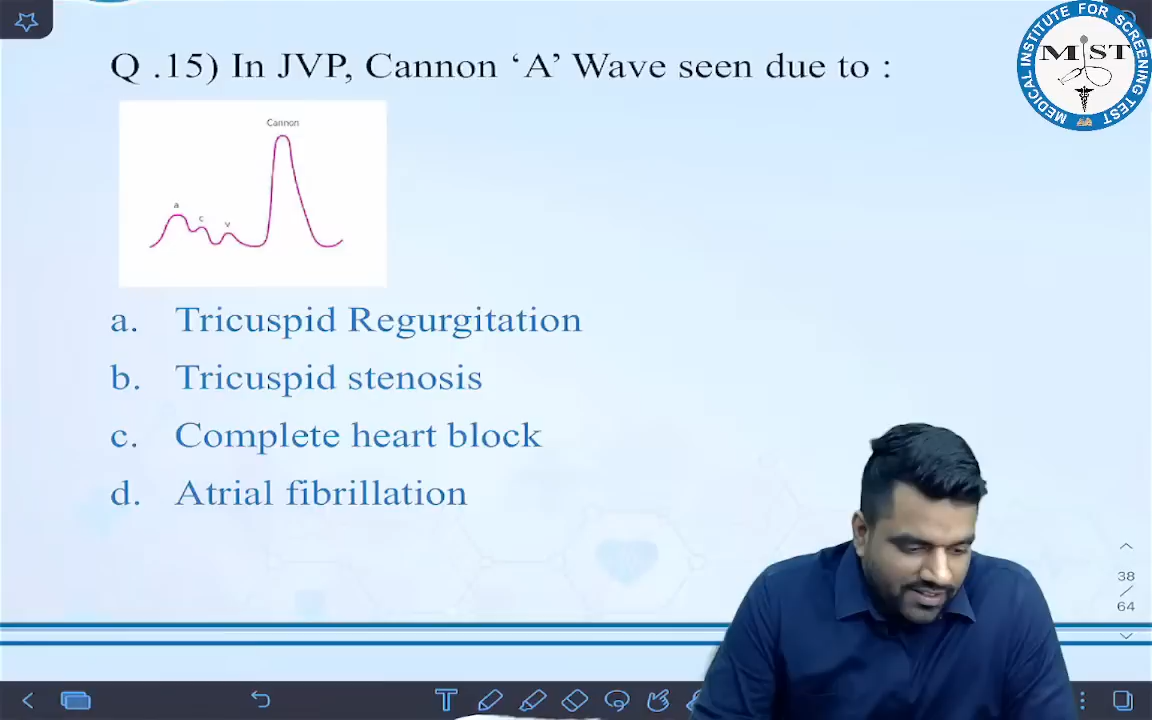 Q .15) In JVP, Cannon ‘A’ Wave seen due to :
Cannon
a
c
v
a. Tricuspid Regurgitation
b. Tricuspid stenosis
c. Complete heart block
d. Atrial fibrillation
MEDICAL INSTITUTE FOR SCREENING TEST
MIST
38
64
T